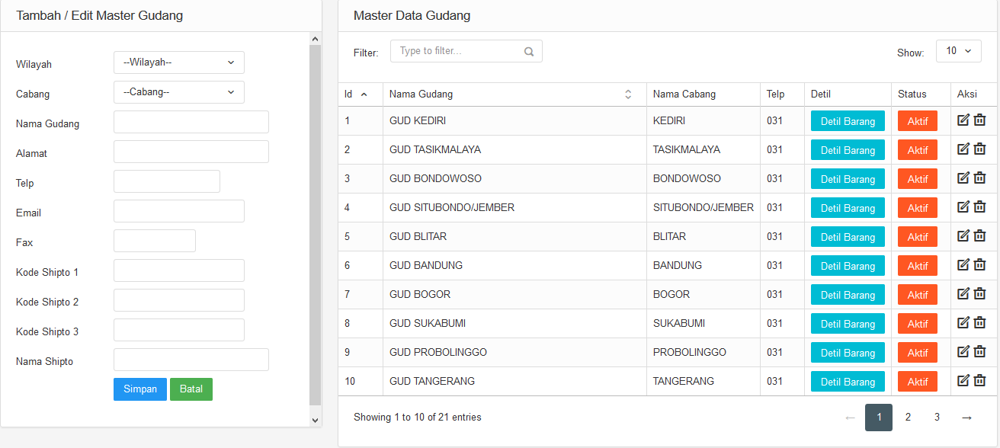 Tambah / Edit Master Gudang
Wilayah --Wilayah--
Cabang --Cabang--
Nama Gudang
Alamat
Telp
Email
Fax
Kode Shipto 1
Kode Shipto 2
Kode Shipto 3
Nama Shipto
Simpan Batal
Master Data Gudang
Filter: Type to filter... Show: 10
Id Nama Gudang Nama Cabang Telp Detil Status Aksi
1 GUD KEDIRI KEDIRI 031 Detil Barang Aktif
2 GUD TASIKMALAYA TASIKMALAYA 031 Detil Barang Aktif
3 GUD BONDOWOSO BONDOWOSO 031 Detil Barang Aktif
4 GUD SITUBONDO/JEMBER SITUBONDO/JEMBER 031 Detil Barang Aktif
5 GUD BLITAR BLITAR 031 Detil Barang Aktif
6 GUD BANDUNG BANDUNG 031 Detil Barang Aktif
7 GUD BOGOR BOGOR 031 Detil Barang Aktif
8 GUD SUKABUMI SUKABUMI 031 Detil Barang Aktif
9 GUD PROBOLINGGO PROBOLINGGO 031 Detil Barang Aktif
10 GUD TANGERANG TANGERANG 031 Detil Barang Aktif
Showing 1 to 10 of 21 entries ← 1 2 3 →